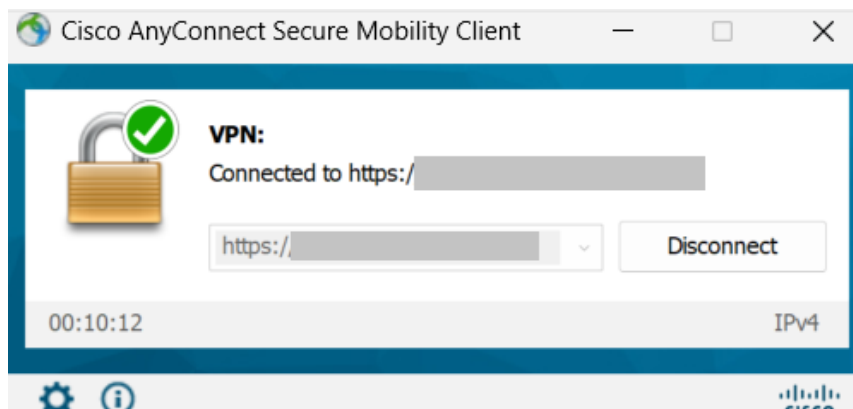 Cisco AnyConnect Secure Mobility Client
VPN:
Connected to https:/
https://
Disconnect
00:10:12
IPv4